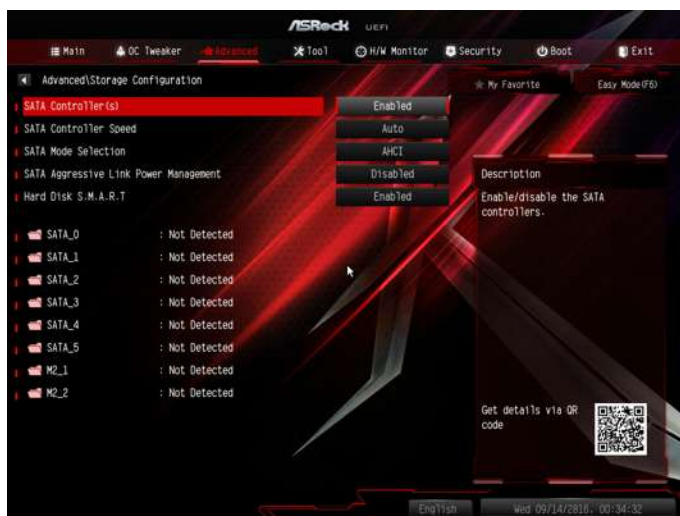 ASRock UEFI
Main OC Tweaker Advanced Tool H/W Monitor Security Boot Exit
Advanced\Storage Configuration
My Favorite Easy Mode(F6)
SATA Controller(s) Enabled
SATA Controller Speed Auto
SATA Mode Selection AHCI
SATA Aggressive Link Power Management Disabled
Hard Disk S.M.A.R.T Enabled
SATA_0 : Not Detected
SATA_1 : Not Detected
SATA_2 : Not Detected
SATA_3 : Not Detected
SATA_4 : Not Detected
SATA_5 : Not Detected
M2_1 : Not Detected
M2_2 : Not Detected
Description
Enable/disable the SATA
controllers.
Get details via QR
code
English Wed 09/14/2816. 00:34:32